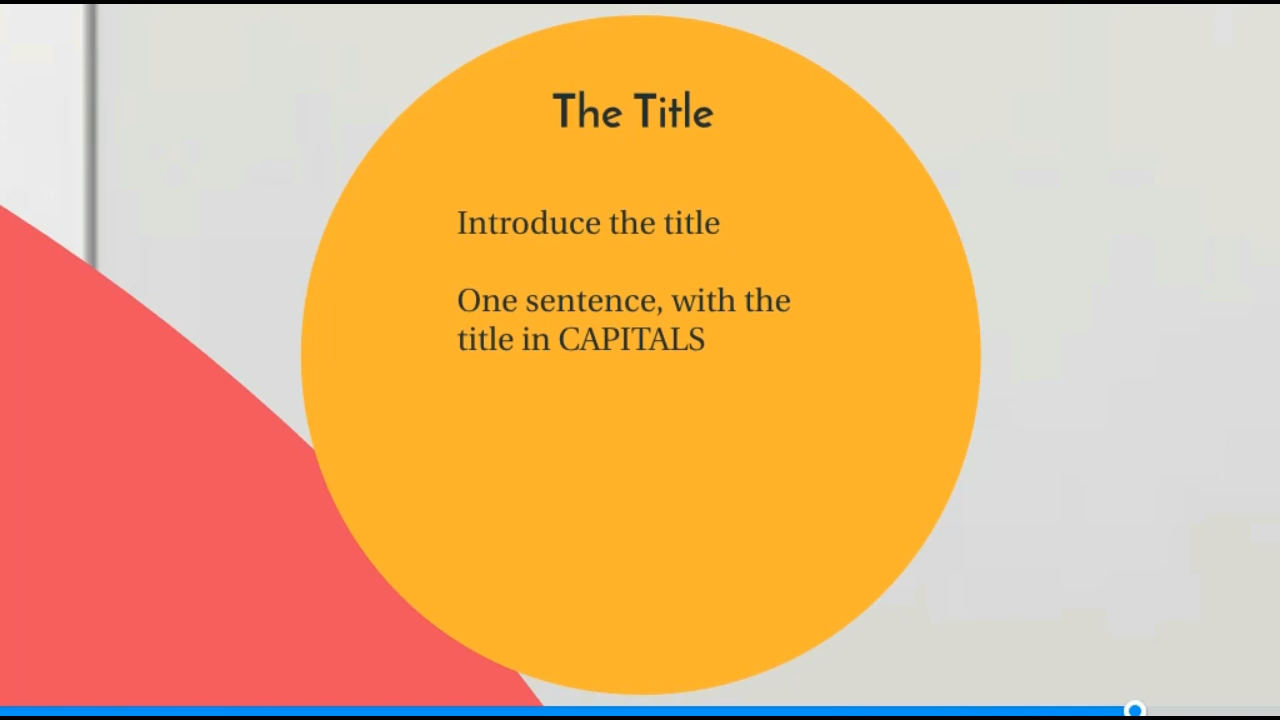 The Title
Introduce the title
One sentence, with the
title in CAPITALS